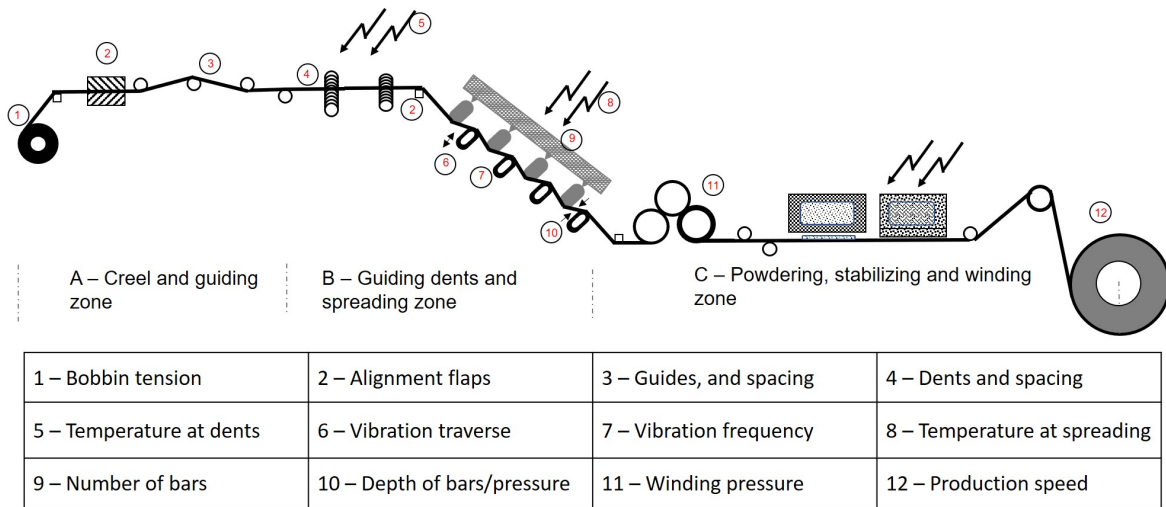 5
2
3
4
1
2
8
9
6
7
11
12
10
A – Creel and guiding
zone
B – Guiding dents and
spreading zone
C – Powdering, stabilizing and winding
zone
1 – Bobbin tension
2 – Alignment flaps
3 – Guides, and spacing
4 – Dents and spacing
5 – Temperature at dents
6 – Vibration traverse
7 – Vibration frequency
8 – Temperature at spreading
9 – Number of bars
10 – Depth of bars/pressure
11 – Winding pressure
12 – Production speed